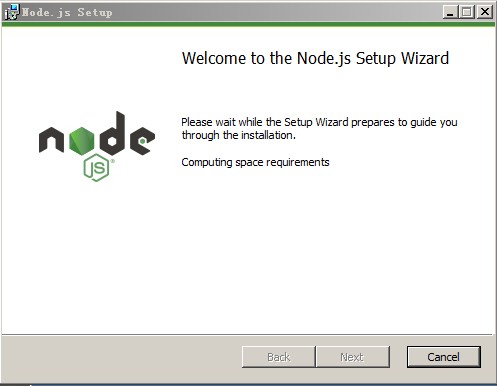 Node.js Setup
Welcome to the Node.js Setup Wizard
Please wait while the Setup Wizard prepares to guide you
through the installation.
Computing space requirements
node
JS®
Back
Next
Cancel